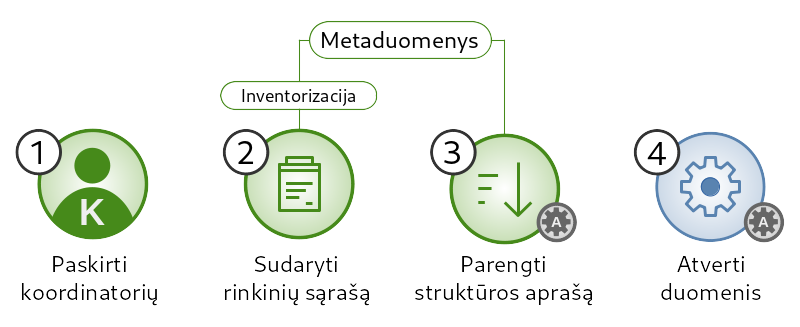 Metaduomenys
Inventorizacija
1
2
3
4
K
A
A
Paskirti
koordinatorių
Sudaryti
rinkinių sąrašą
Parengti
struktūros aprašą
Atverti
duomenis